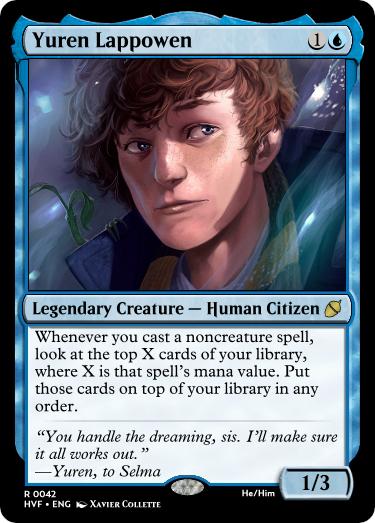 Yuren Lappowen 1
Legendary Creature — Human Citizen
Whenever you cast a noncreature spell,
look at the top X cards of your library,
where X is that spell's mana value. Put
those cards on top of your library in any
order.
“You handle the dreaming, sis. I'll make sure
it all works out.”
—Yuren, to Selma
1/3
R 0042 He/Him
HVF • ENG Xavier Collette